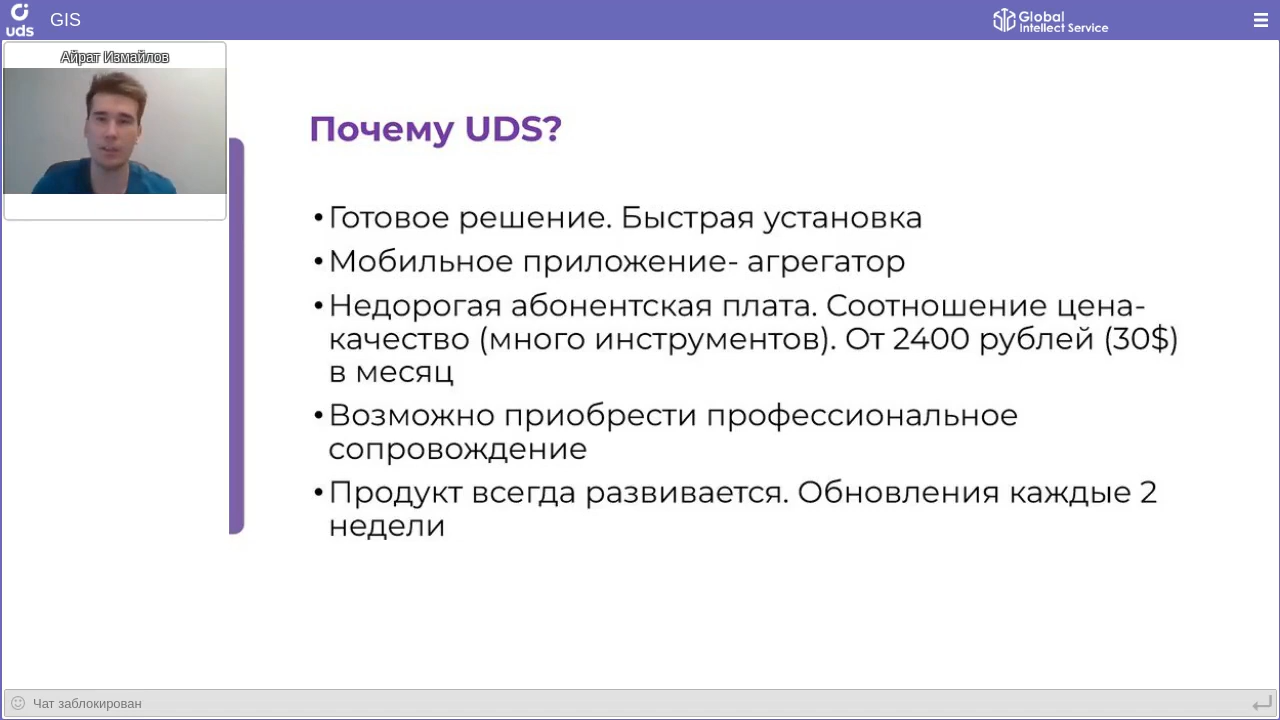 uds
GIS
Global
Intellect Service
Айрат Измайлов
Почему UDS?
•Готовое решение. Быстрая установка
•Мобильное приложение- агрегатор
•Недорогая абонентская плата. Соотношение цена-
качество (много инструментов). От 2400 рублей (30$)
в месяц
•Возможно приобрести профессиональное
сопровождение
•Продукт всегда развивается. Обновления каждые 2
недели
Чат заблокирован